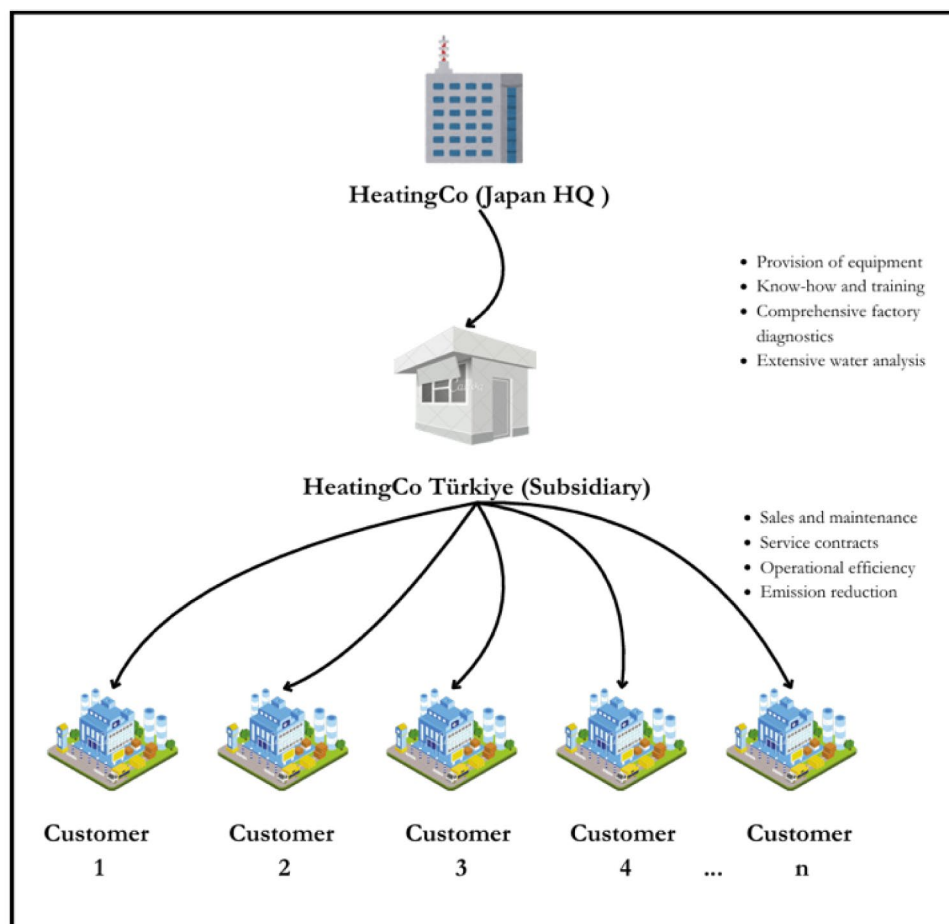 HeatingCo (Japan HQ )
• Provision of equipment
• Know-how and training
• Comprehensive factory
diagnostics
• Extensive water analysis
HeatingCo Türkiye (Subsidiary)
• Sales and maintenance
• Service contracts
• Operational efficiency
• Emission reduction
Customer Customer Customer Customer Customer
1 2 3 4 ... n